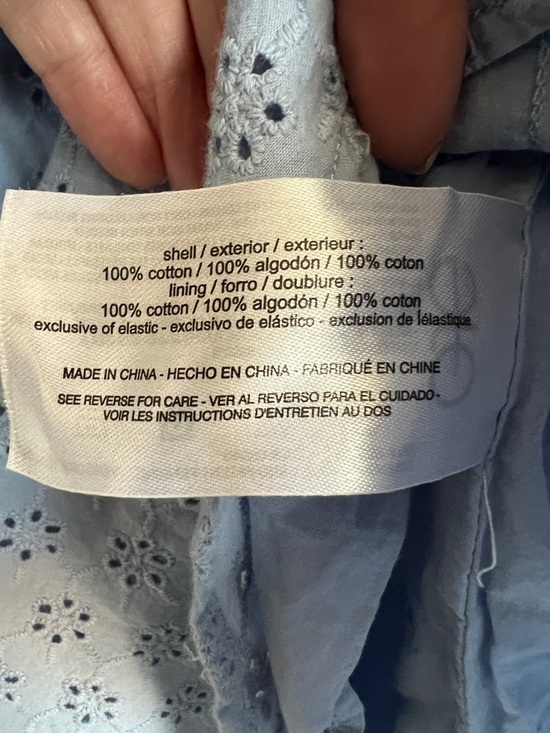 shell / exterior / exterieur :
100% cotton / 100% algodón / 100% coton
lining / forro / doublure :
100% cotton / 100% algodón / 100% coton
exclusive of elastic - exclusivo de elástico - exclusion de lélastique
MADE IN CHINA - HECHO EN CHINA - FABRIQUÉ EN CHINE
SEE REVERSE FOR CARE - VER AL REVERSO PARA EL CUIDADO -
VOIR LES INSTRUCTIONS D'ENTRETIEN AU DOS